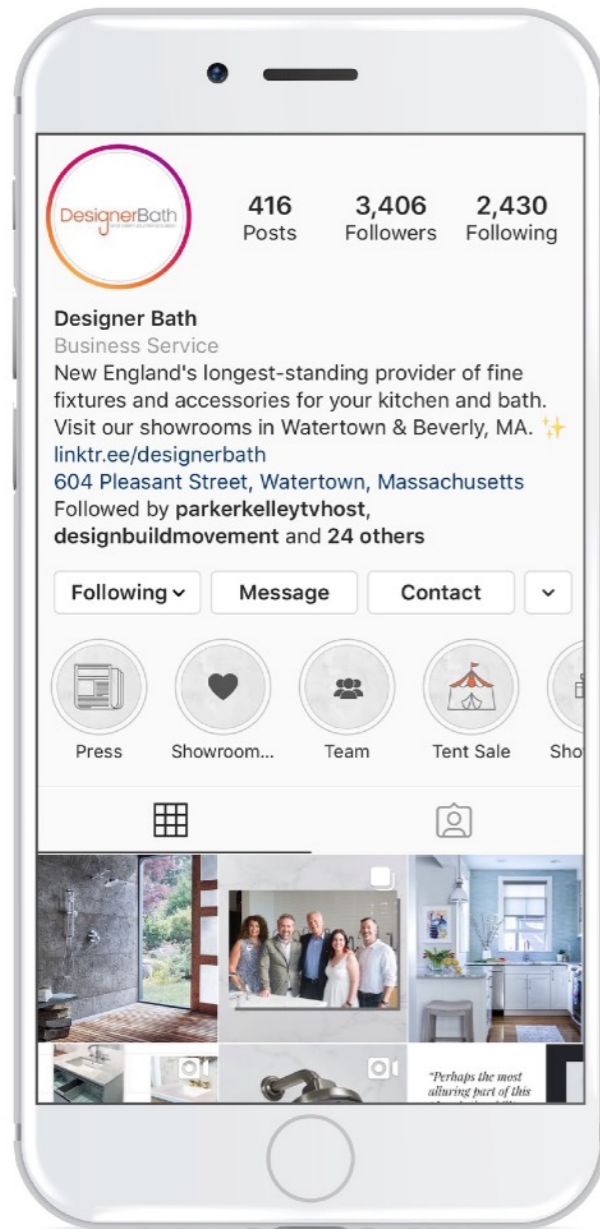 DesignerBath
416
3,406
2,430
Posts
Followers
Following
Designer Bath
Business Service
New England's longest-standing provider of fine
fixtures and accessories for your kitchen and bath.
Visit our showrooms in Watertown & Beverly, MA. ✨
linktr.ee/designerbath
604 Pleasant Street, Watertown, Massachusetts
Followed by parkerkelleytvhost,
designbuildmovement and 24 others
Following
Message
Contact
Press
Showroom...
Team
Tent Sale
Sho
"Perhaps the most
alluring part of this